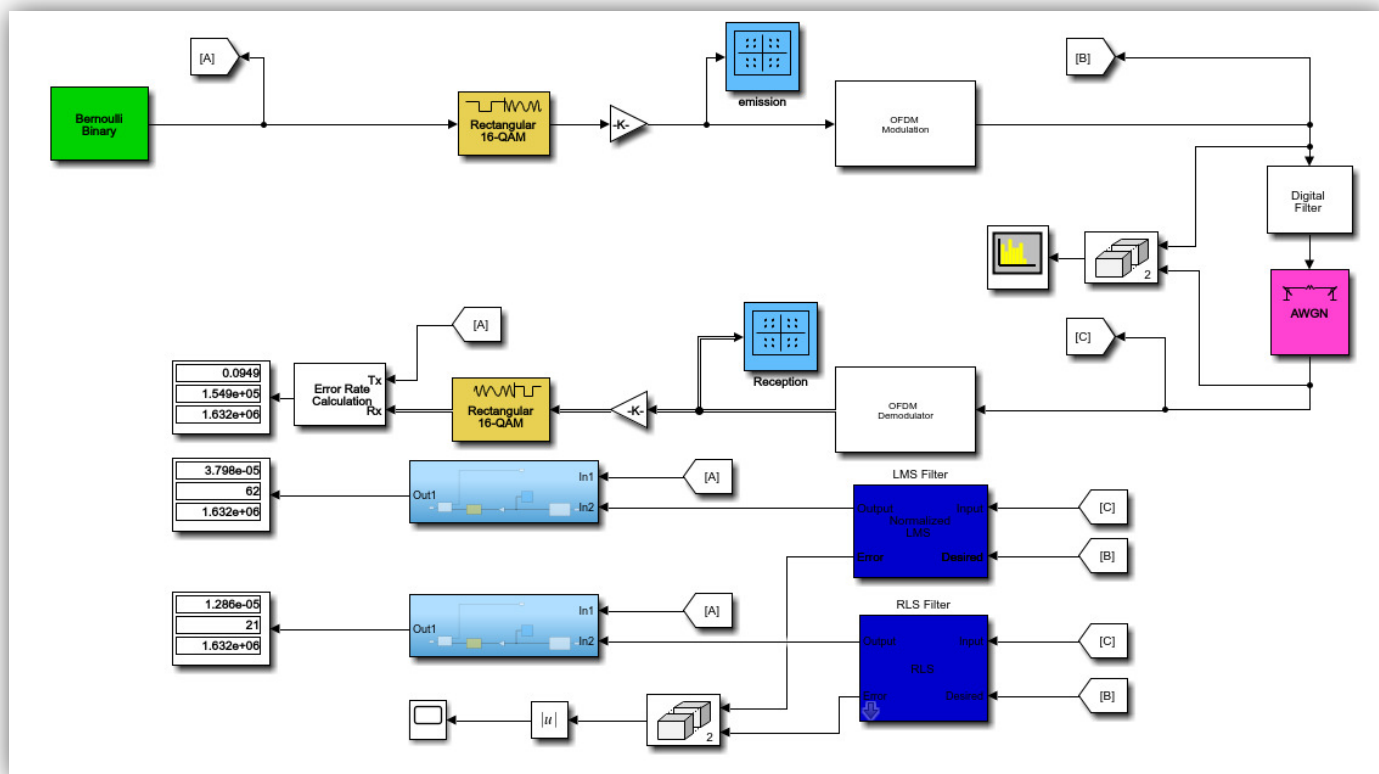 [A]
[B]
Bernoulli
Binary
Rectangular
16-QAM
-K-
emission
OFDM
Modulation
Digital
Filter
2
AWGN
[A]
[C]
0.0949
1.549e+05
1.632e+06
Error Rate
Calculation
Tx
Rx
Rectangular
16-QAM
-K-
Reception
OFDM
Demodulator
3.798e-05
62
1.632e+06
Out1
In1
In2
[A]
LMS Filter
Output
Input
Normalized
LMS
Error
Desired
[C]
[B]
1.286e-05
21
1.632e+06
Out1
In1
In2
[A]
RLS Filter
Output
Input
RLS
Error
Desired
[C]
[B]
|u|
2